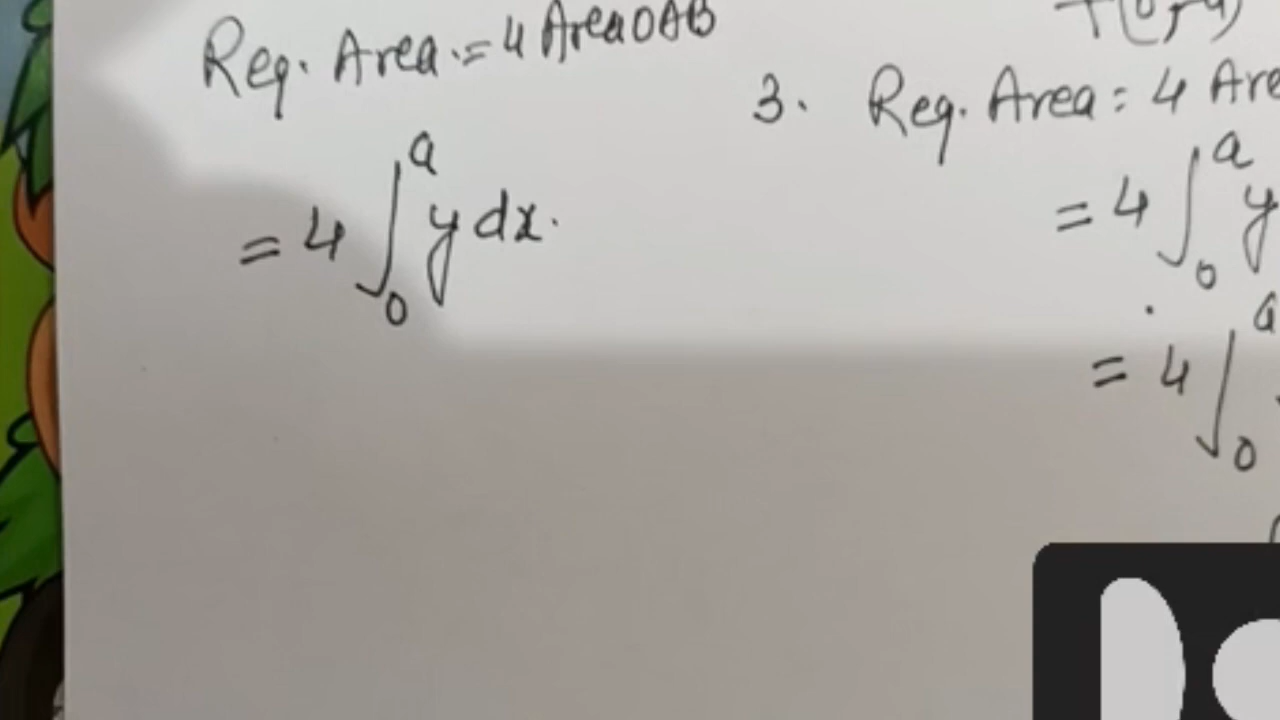 Req. Area.= 4 Area OAB
= 4 ∫₀ᵃ y dx.
3. Req. Area = 4 Are
= 4 ∫₀ᵃ y
= 4 ∫₀ᵃ